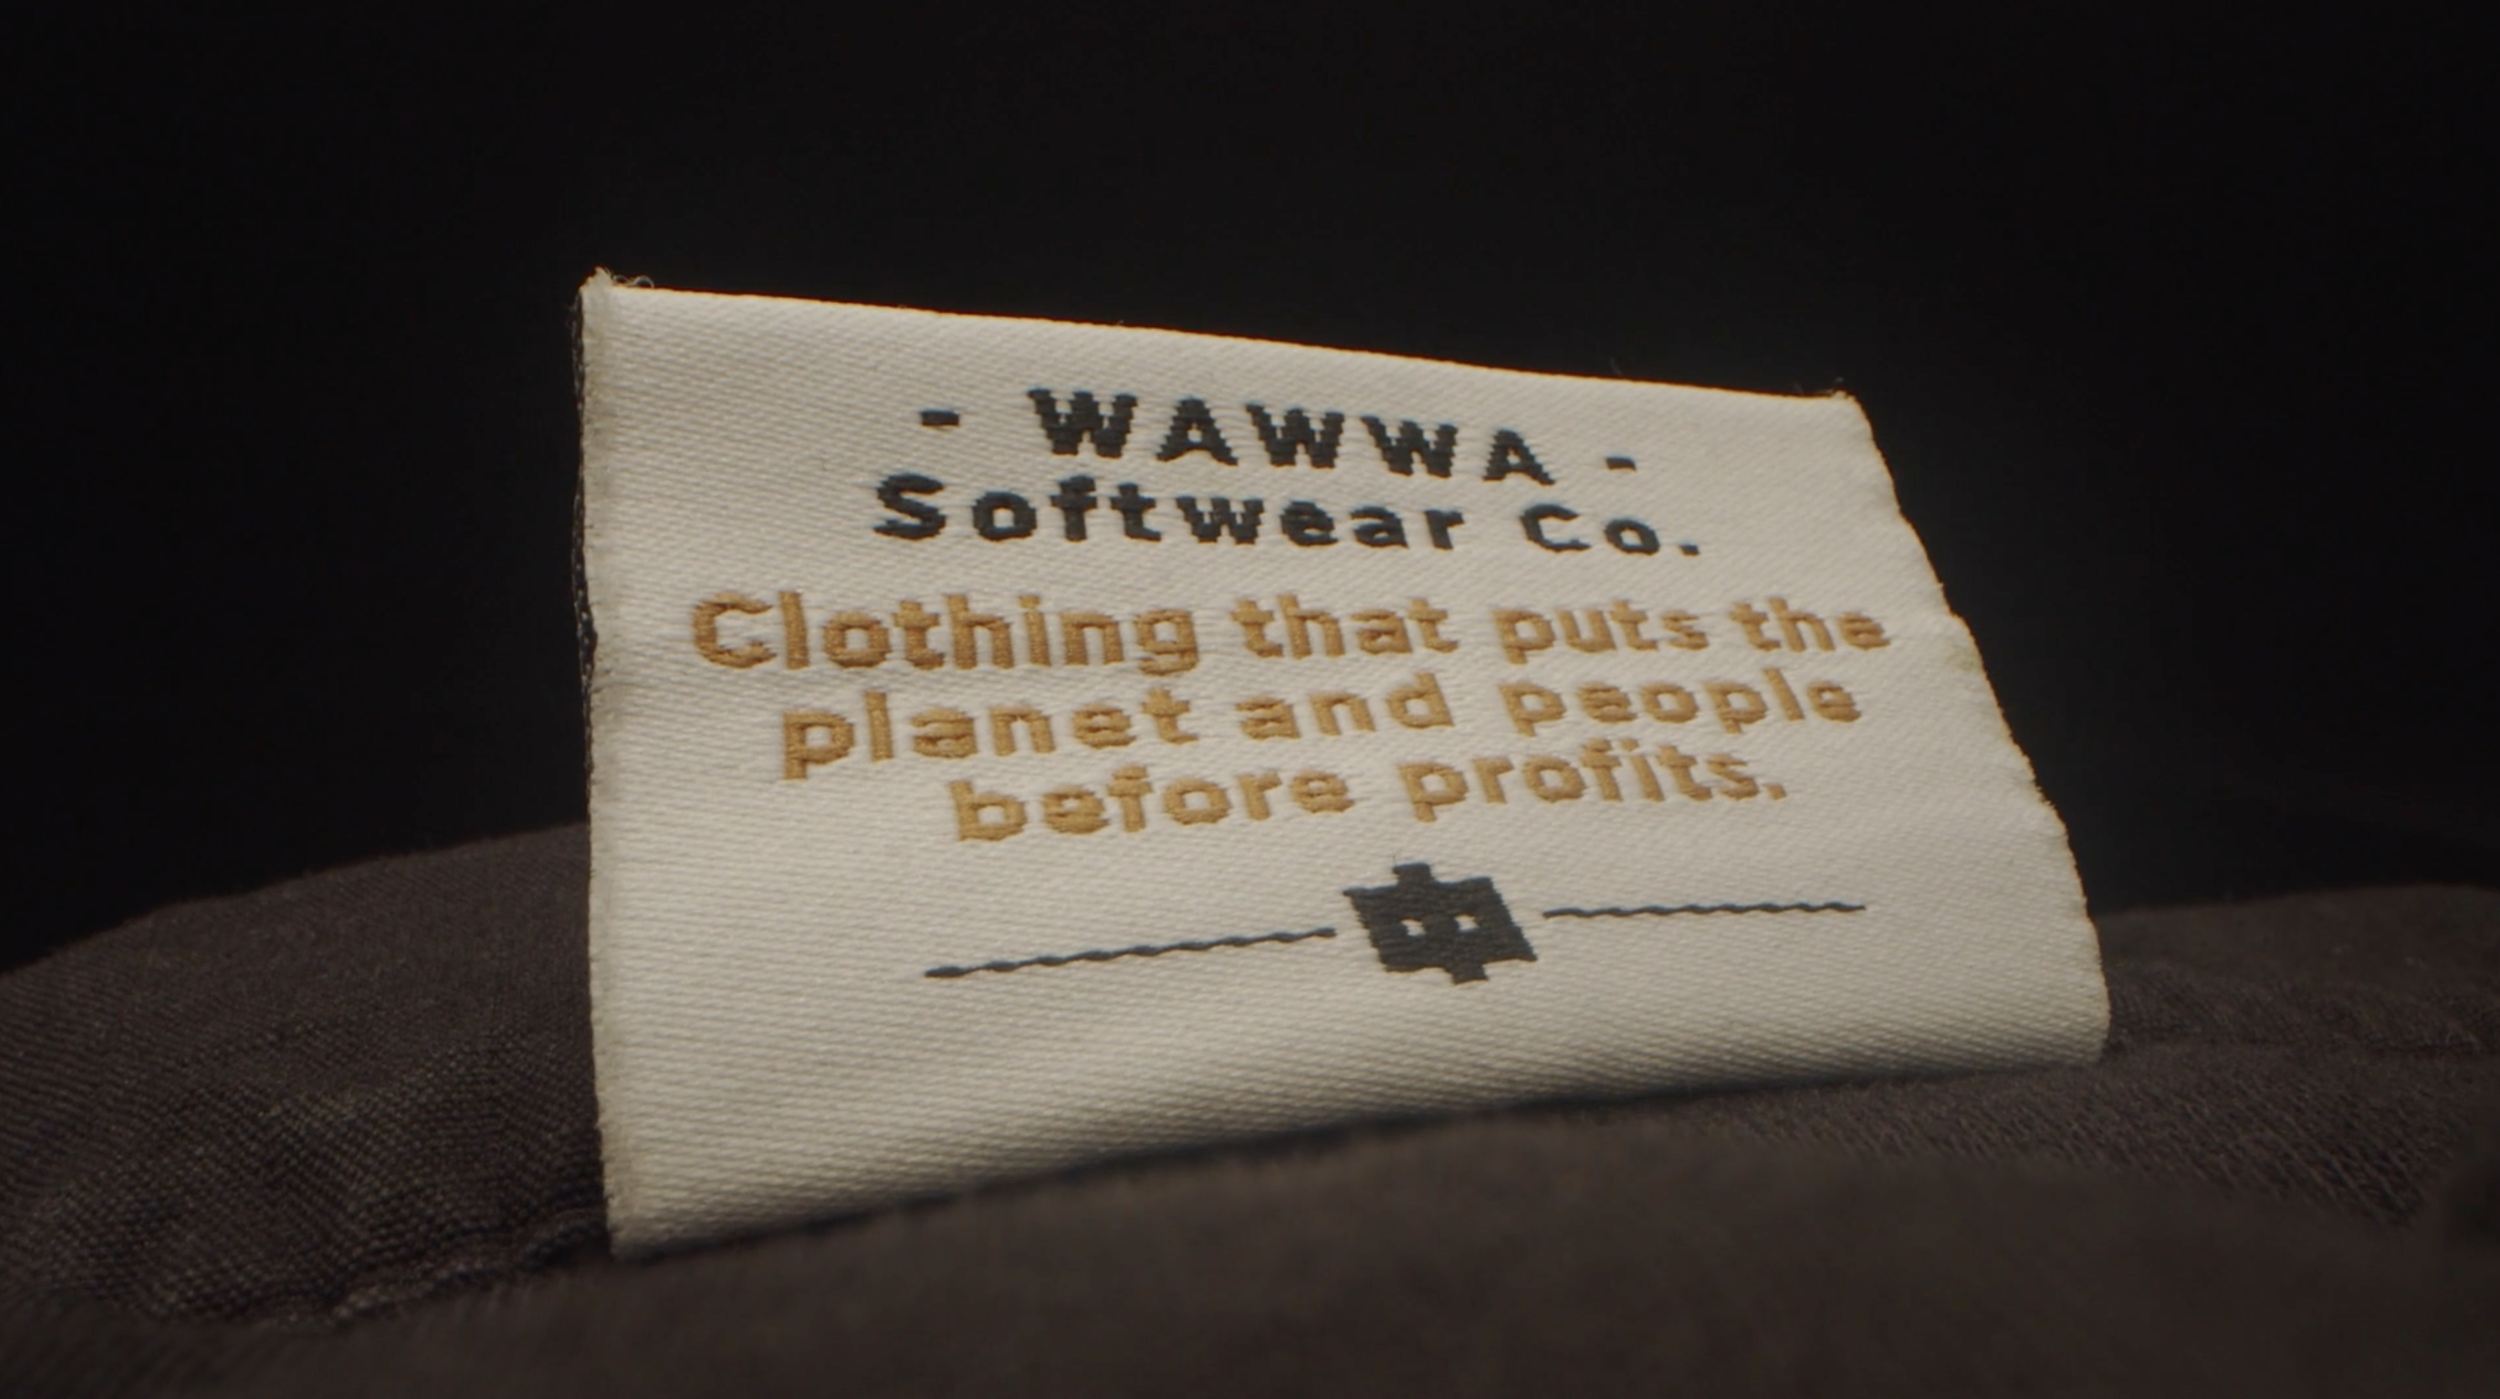 - WAWWA -
Softwear Co.
Clothing that puts the
planet and people
before profits.